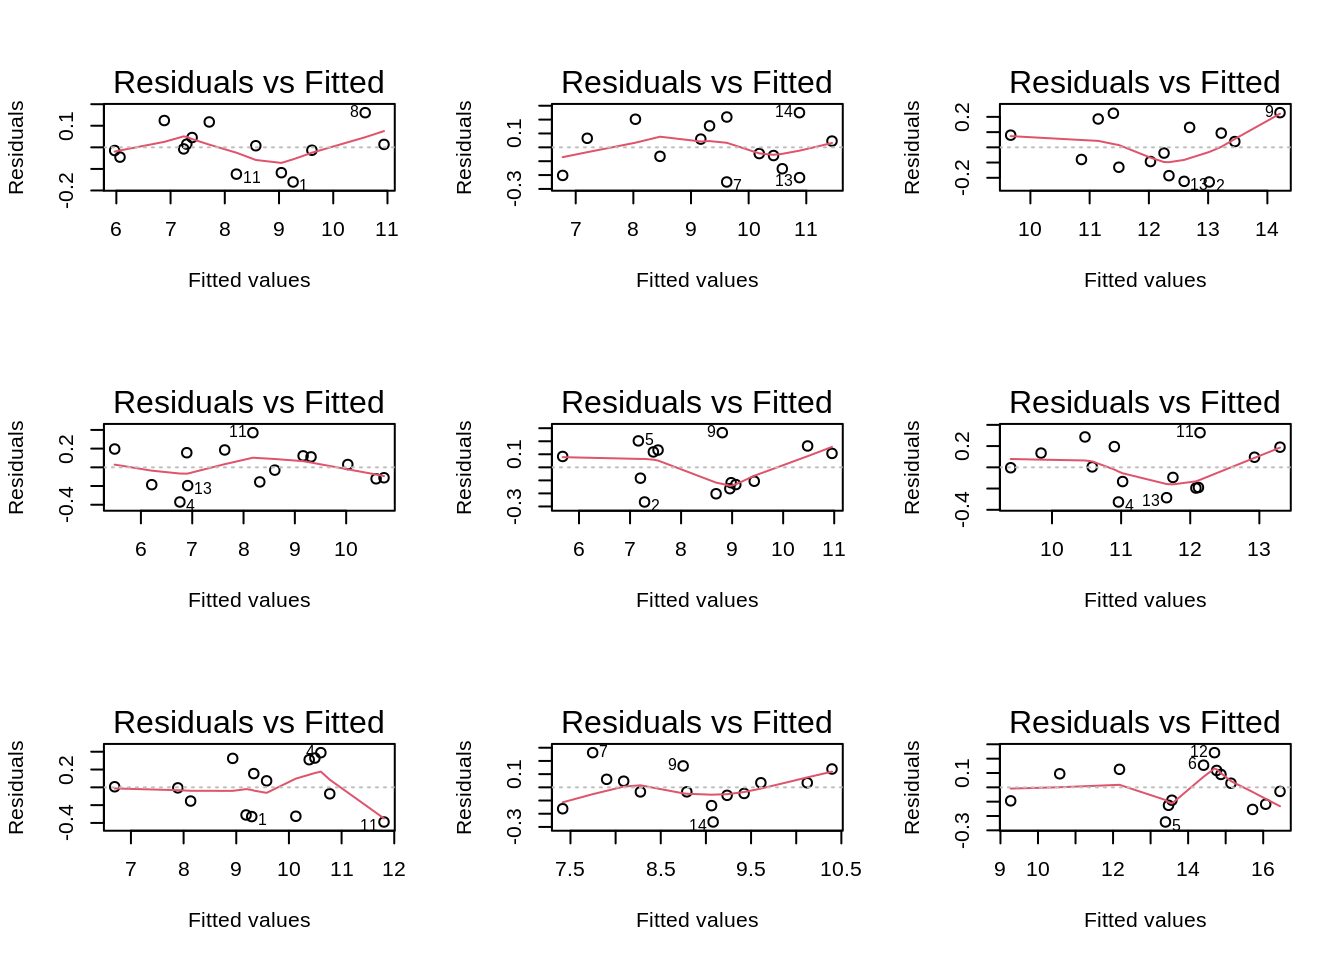 Residuals vs Fitted
Residuals
0.1
-0.2
8
11
1
6 7 8 9 10 11
Fitted values
Residuals vs Fitted
Residuals
0.1
-0.3
14
13
7
7 8 9 10 11
Fitted values
Residuals vs Fitted
Residuals
0.2
-0.2
9
13
2
10 11 12 13 14
Fitted values
Residuals vs Fitted
Residuals
0.2
-0.4
11
13
4
6 7 8 9 10
Fitted values
Residuals vs Fitted
Residuals
0.1
-0.3
9
5
2
6 7 8 9 10 11
Fitted values
Residuals vs Fitted
Residuals
0.2
-0.4
11
13
4
10 11 12 13
Fitted values
Residuals vs Fitted
Residuals
0.2
-0.4
4
1
11
7 8 9 10 11 12
Fitted values
Residuals vs Fitted
Residuals
0.1
-0.3
7
9
14
7.5 8.5 9.5 10.5
Fitted values
Residuals vs Fitted
Residuals
0.1
-0.3
12
6
5
9 10 12 14 16
Fitted values